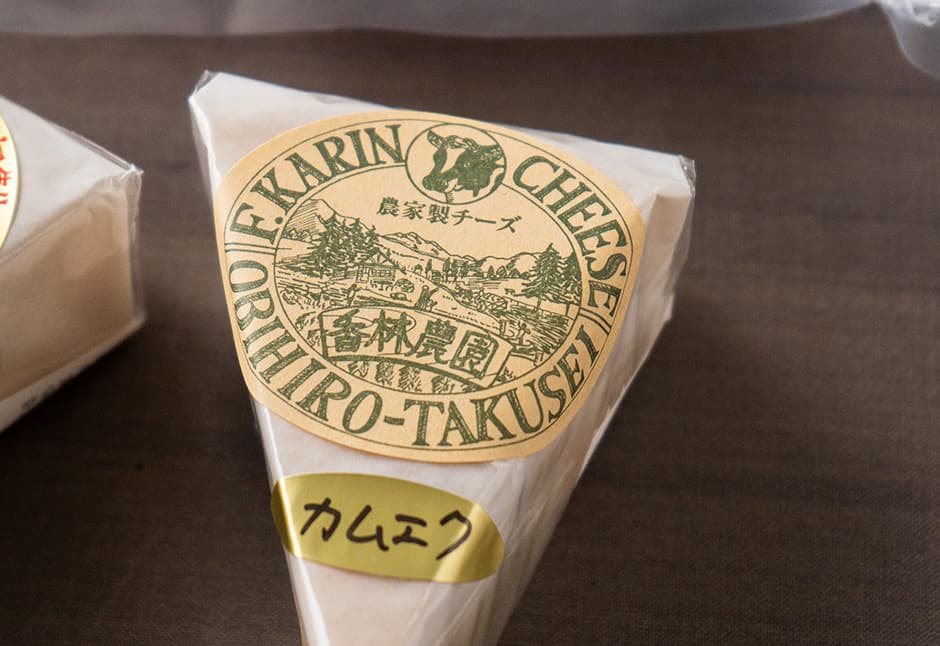 F. KARIN CHEESE
農家製チーズ
香林農園
OBIHIRO-TAKUSEI
カムエク